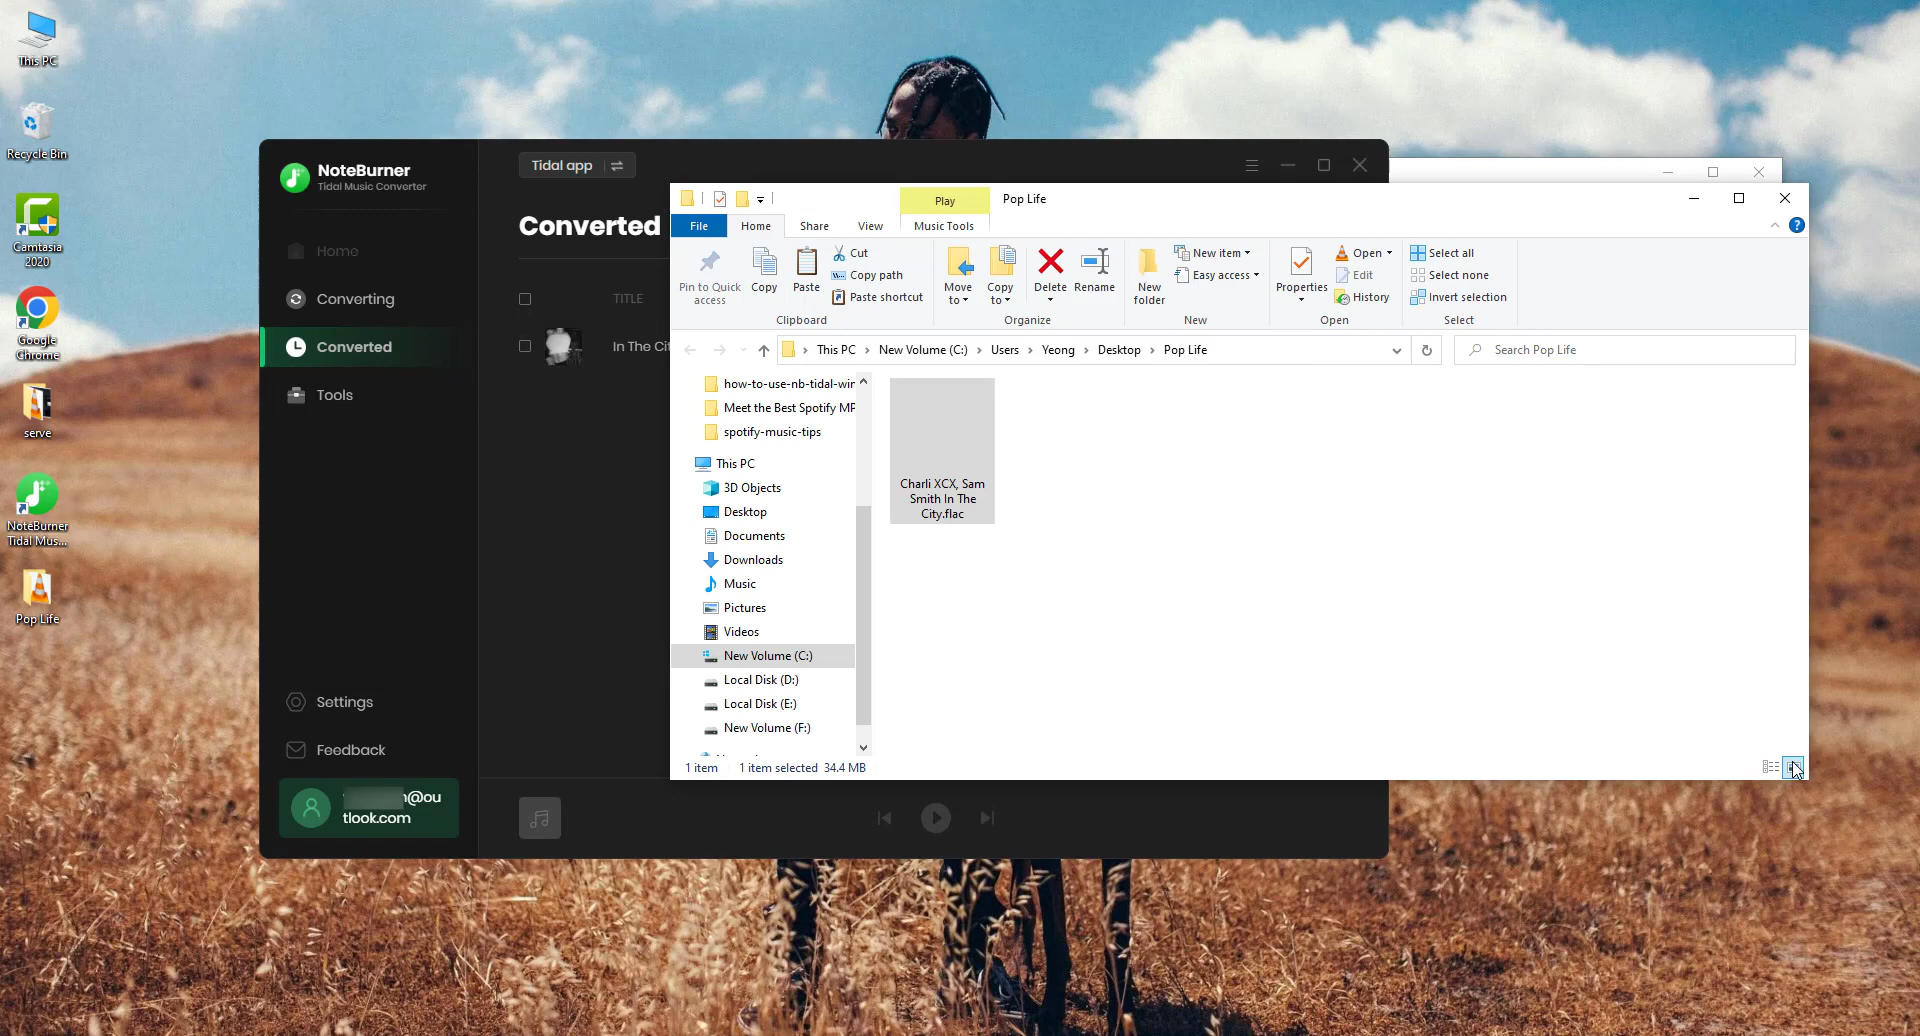 This PC
Recycle Bin
Camtasia
2020
Google
Chrome
serve
NoteBurner
Tidal Mus...
Pop Life
NoteBurner
Tidal Music Converter
Home
Converting
Converted
Tools
Settings
Feedback
@ou
tlook.com
Tidal app
Converted
TITLE
In The
Play
Pop Life
File
Home
Share
View
Music Tools
Pin to Quick
access
Copy
Paste
Cut
Copy path
Paste shortcut
Clipboard
Move
to
Copy
to
Delete
Rename
Organize
New
folder
New item
Easy access
New
Properties
Open
Edit
History
Open
Select all
Select none
Invert selection
Select
This PC
New Volume (C:)
Users
Yeong
Desktop
Pop Life
Search Pop Life
how-to-use-nb-tidal-wir
Meet the Best Spotify MP
spotify-music-tips
This PC
3D Objects
Desktop
Documents
Downloads
Music
Pictures
Videos
New Volume (C:)
Local Disk (D:)
Local Disk (E:)
New Volume (F:)
Charli XCX, Sam
Smith In The
City.flac
1 item
1 item selected 34.4 MB